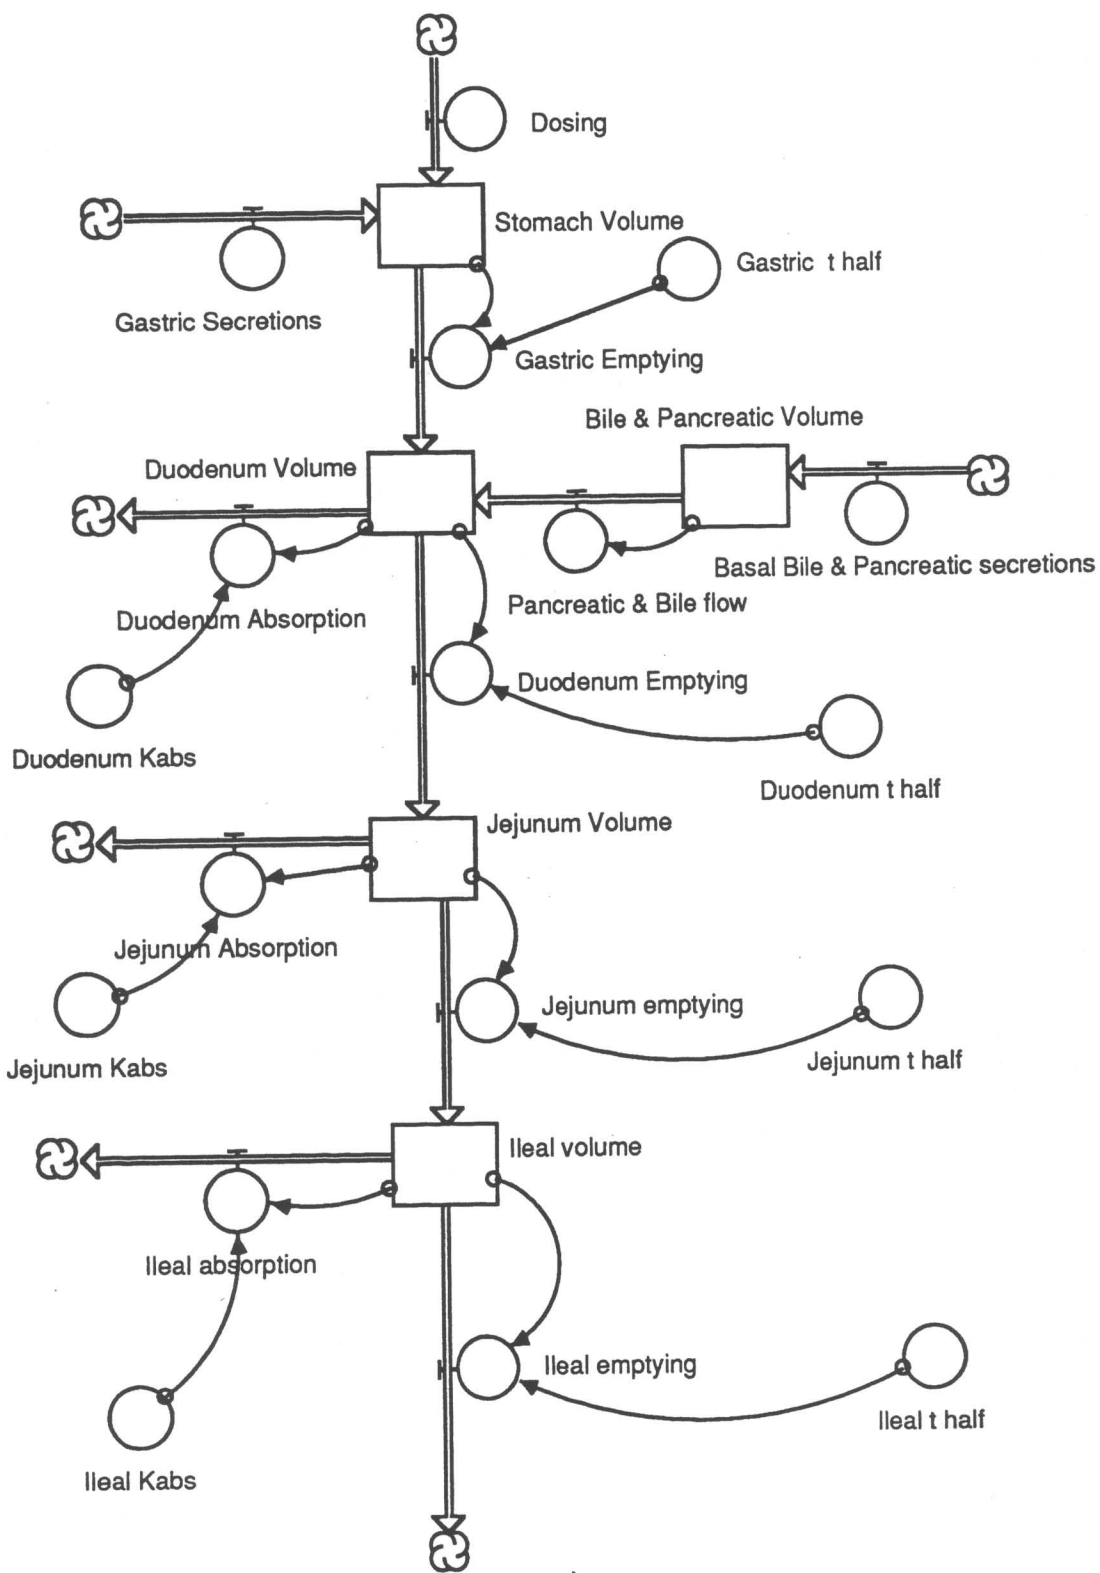 Dosing
Stomach Volume
Gastric t half
Gastric Secretions
Gastric Emptying
Bile & Pancreatic Volume
Duodenum Volume
Basal Bile & Pancreatic secretions
Pancreatic & Bile flow
Duodenum Absorption
Duodenum Emptying
Duodenum Kabs
Duodenum t half
Jejunum Volume
Jejunum Absorption
Jejunum emptying
Jejunum Kabs
Jejunum t half
Ileal volume
Ileal absorption
Ileal emptying
Ileal t half
Ileal Kabs